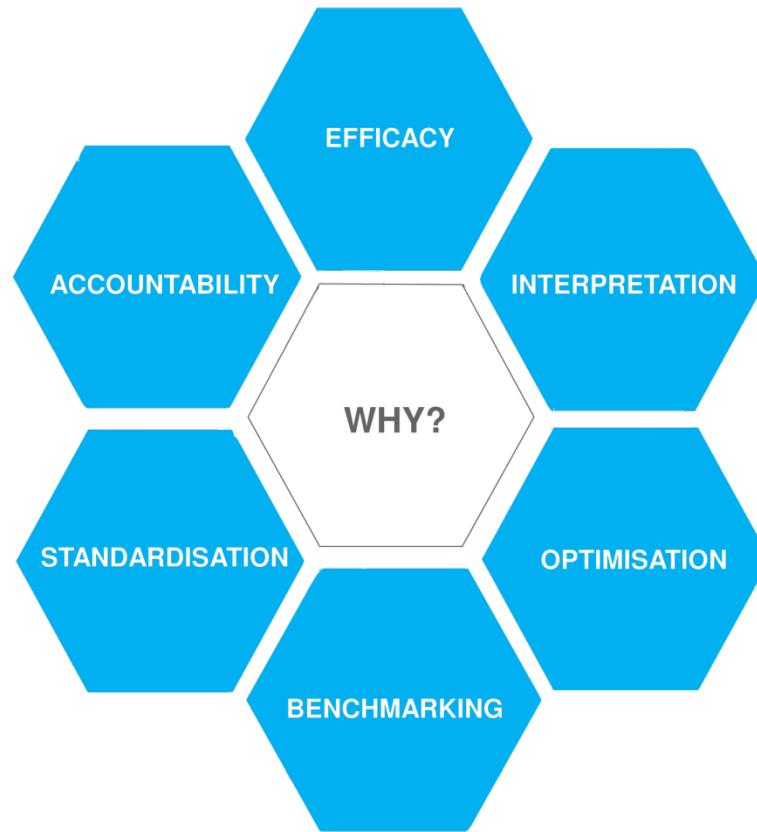 EFFICACY
ACCOUNTABILITY
INTERPRETATION
WHY?
STANDARDISATION
OPTIMISATION
BENCHMARKING